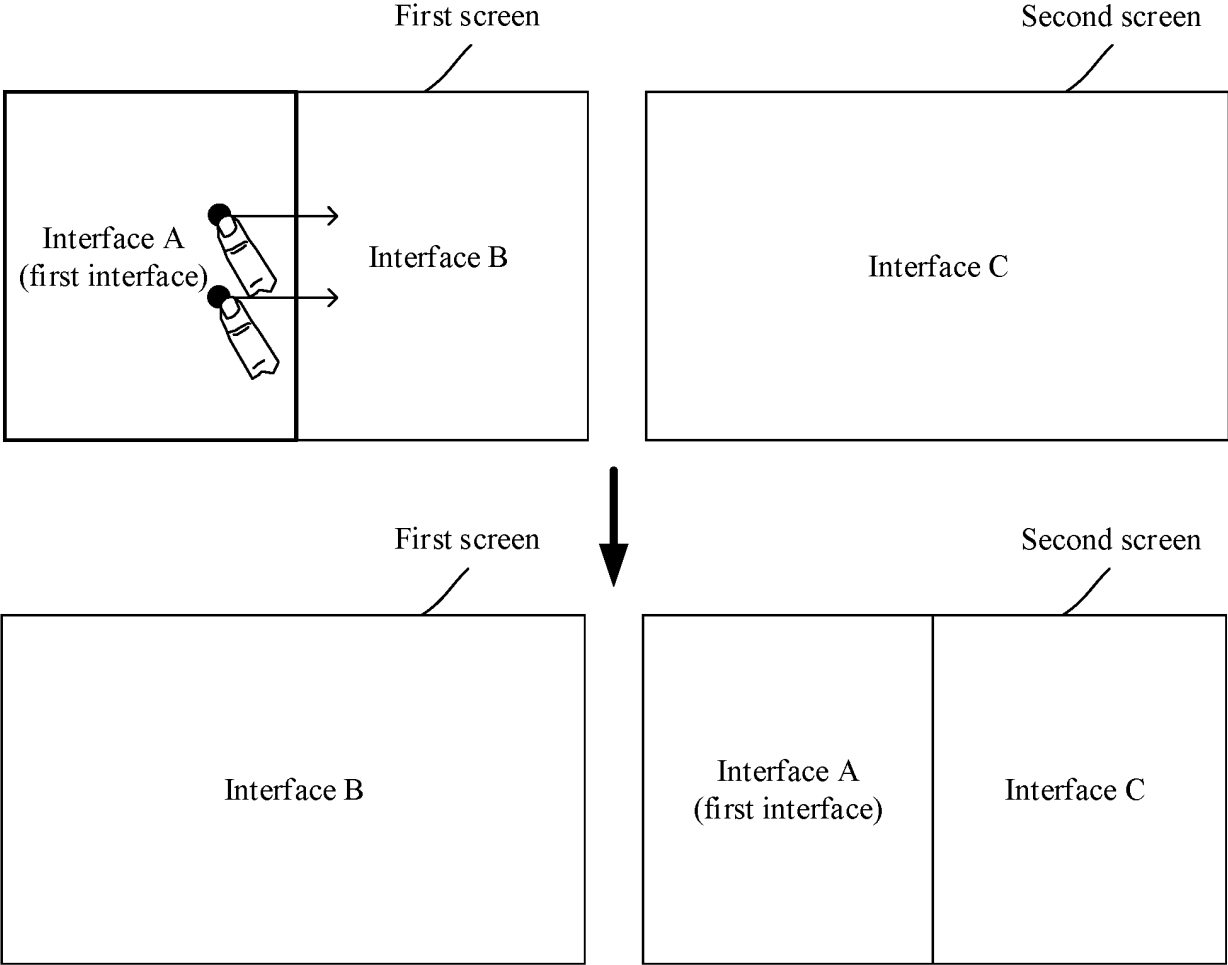 First screen
Second screen
Interface A
(first interface)
Interface B
Interface C
First screen
Second screen
Interface B
Interface A
(first interface)
Interface C